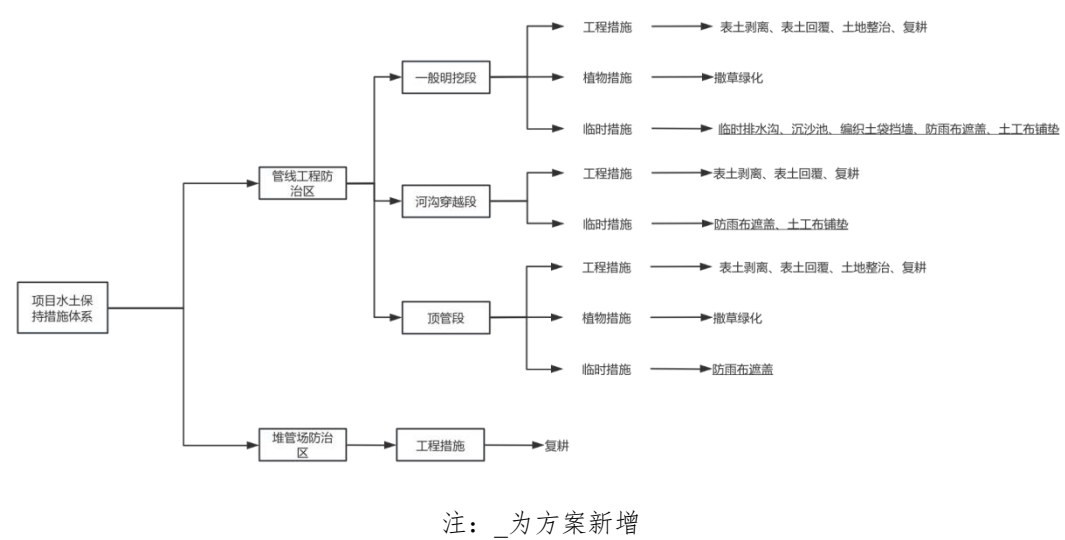 工程措施
表土剥离、表土回覆、土地整治、复耕
一般明挖段
植物措施
撒草绿化
临时措施
临时排水沟、沉沙池、编织土袋挡墙、防雨布遮盖、土工布铺垫
管线工程防
治区
工程措施
表土剥离、表土回覆、复耕
河沟穿越段
临时措施
防雨布遮盖、土工布铺垫
工程措施
表土剥离、表土回覆、土地整治、复耕
项目水土保
持措施体系
顶管段
植物措施
撒草绿化
临时措施
防雨布遮盖
堆管场防治
区
工程措施
复耕
注：_为方案新增